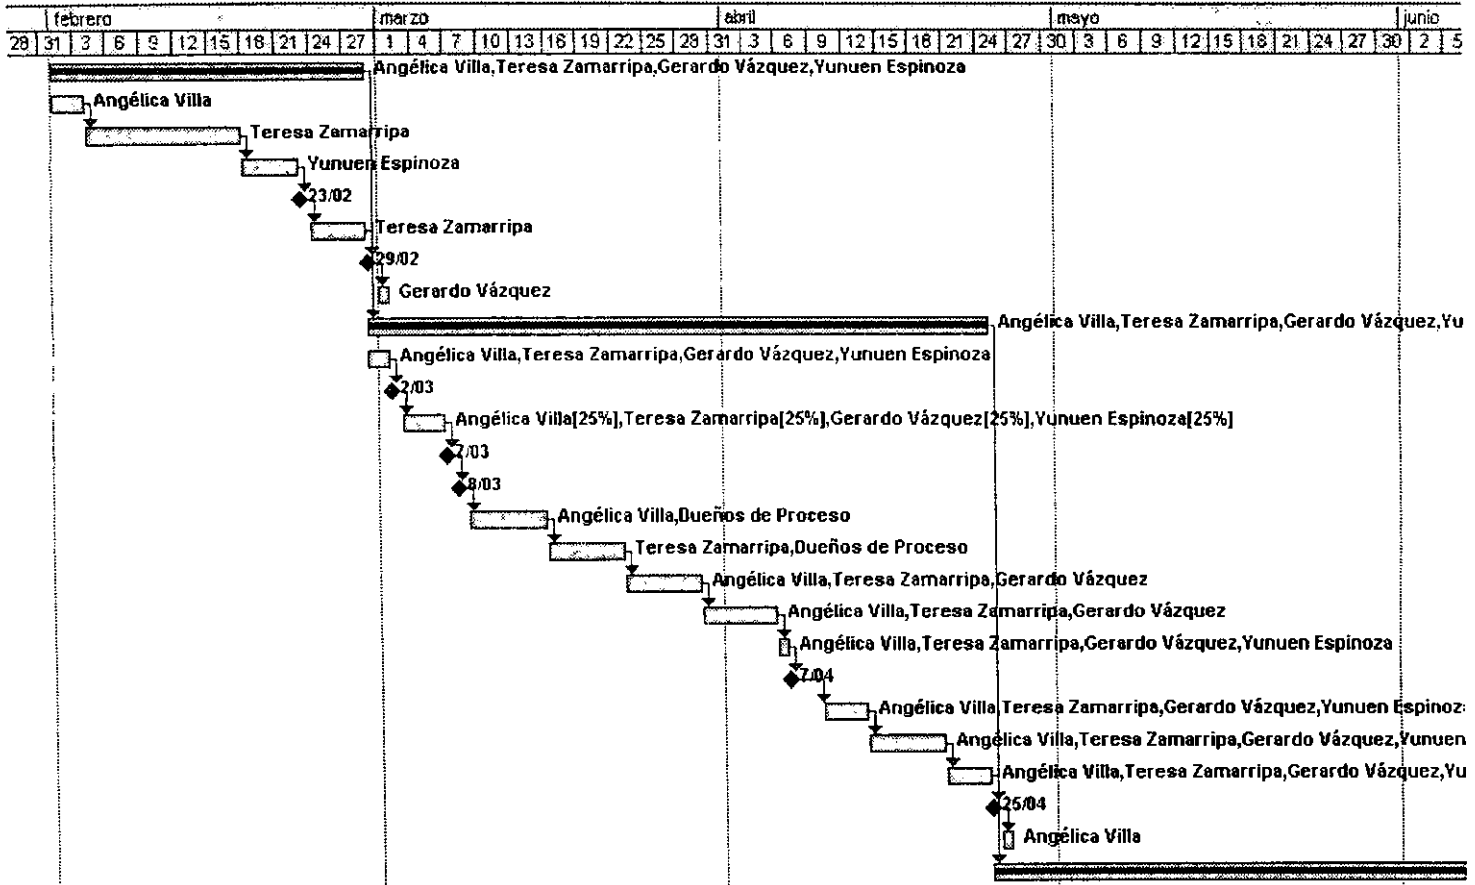 febrero marzo abril mayo junio
28 31 3 6 9 12 15 18 21 24 27 1 4 7 10 13 16 19 22 25 28 31 3 6 9 12 15 18 21 24 27 30 3 6 9 12 15 18 21 24 27 30 2 5
Angélica Villa,Teresa Zamarripa,Gerardo Vázquez,Yunuen Espinoza
Angélica Villa
Teresa Zamarripa
Yunuen Espinoza
23/02
Teresa Zamarripa
29/02
Gerardo Vázquez
Angélica Villa,Teresa Zamarripa,Gerardo Vázquez,Yu
Angélica Villa,Teresa Zamarripa,Gerardo Vázquez,Yunuen Espinoza
2/03
Angélica Villa[25%],Teresa Zamarripa[25%],Gerardo Vázquez[25%],Yunuen Espinoza[25%]
7/03
8/03
Angélica Villa,Dueños de Proceso
Teresa Zamarripa,Dueños de Proceso
Angélica Villa,Teresa Zamarripa,Gerardo Vázquez
Angélica Villa,Teresa Zamarripa,Gerardo Vázquez
Angélica Villa,Teresa Zamarripa,Gerardo Vázquez,Yunuen Espinoza
7/04
Angélica Villa,Teresa Zamarripa,Gerardo Vázquez,Yunuen Espinoz
Angélica Villa,Teresa Zamarripa,Gerardo Vázquez,Yunuen
Angélica Villa,Teresa Zamarripa,Gerardo Vázquez,Yu
25/04
Angélica Villa